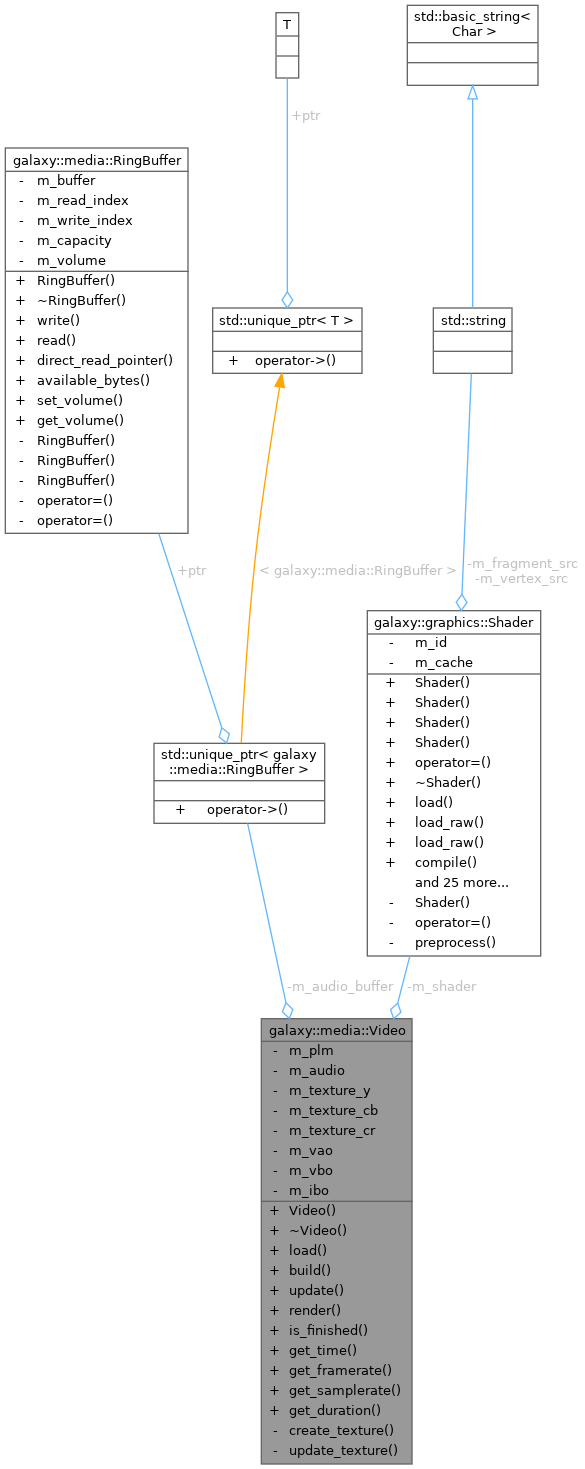 T
std::basic_string<
Char >
+ptr
galaxy::media::RingBuffer
- m_buffer
- m_read_index
- m_write_index
- m_capacity
- m_volume
+ RingBuffer()
+ ~RingBuffer()
+ write()
+ read()
+ direct_read_pointer()
+ available_bytes()
+ set_volume()
+ get_volume()
- RingBuffer()
- RingBuffer()
- RingBuffer()
- operator=()
- operator=()
std::unique_ptr< T >
+ operator->()
std::string
+ptr
< galaxy::media::RingBuffer >
-m_fragment_src
-m_vertex_src
galaxy::graphics::Shader
- m_id
- m_cache
+ Shader()
+ Shader()
+ Shader()
+ Shader()
+ operator=()
+ ~Shader()
+ load()
+ load_raw()
+ load_raw()
+ compile()
and 25 more...
- Shader()
- operator=()
- preprocess()
std::unique_ptr< galaxy
::media::RingBuffer >
+ operator->()
-m_audio_buffer
-m_shader
galaxy::media::Video
- m_plm
- m_audio
- m_texture_y
- m_texture_cb
- m_texture_cr
- m_vao
- m_vbo
- m_ibo
+ Video()
+ ~Video()
+ load()
+ build()
+ update()
+ render()
+ is_finished()
+ get_time()
+ get_framerate()
+ get_samplerate()
+ get_duration()
- create_texture()
- update_texture()